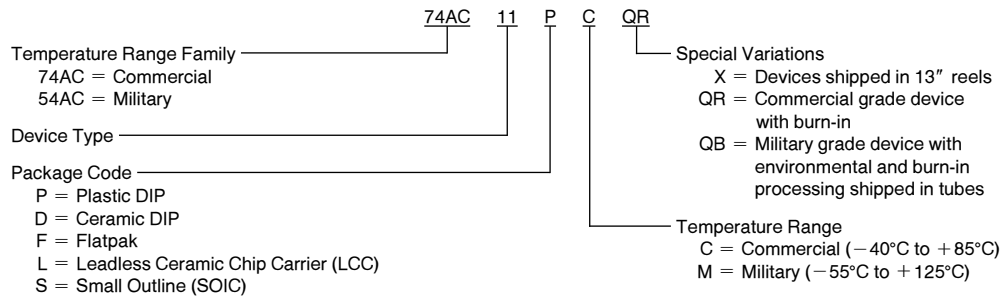 74AC 11 P C QR
Temperature Range Family
74AC = Commercial
54AC = Military
Device Type
Package Code
P = Plastic DIP
D = Ceramic DIP
F = Flatpak
L = Leadless Ceramic Chip Carrier (LCC)
S = Small Outline (SOIC)
Special Variations
X = Devices shipped in 13″ reels
QR = Commercial grade device
with burn-in
QB = Military grade device with
environmental and burn-in
processing shipped in tubes
Temperature Range
C = Commercial (−40°C to +85°C)
M = Military (−55°C to +125°C)